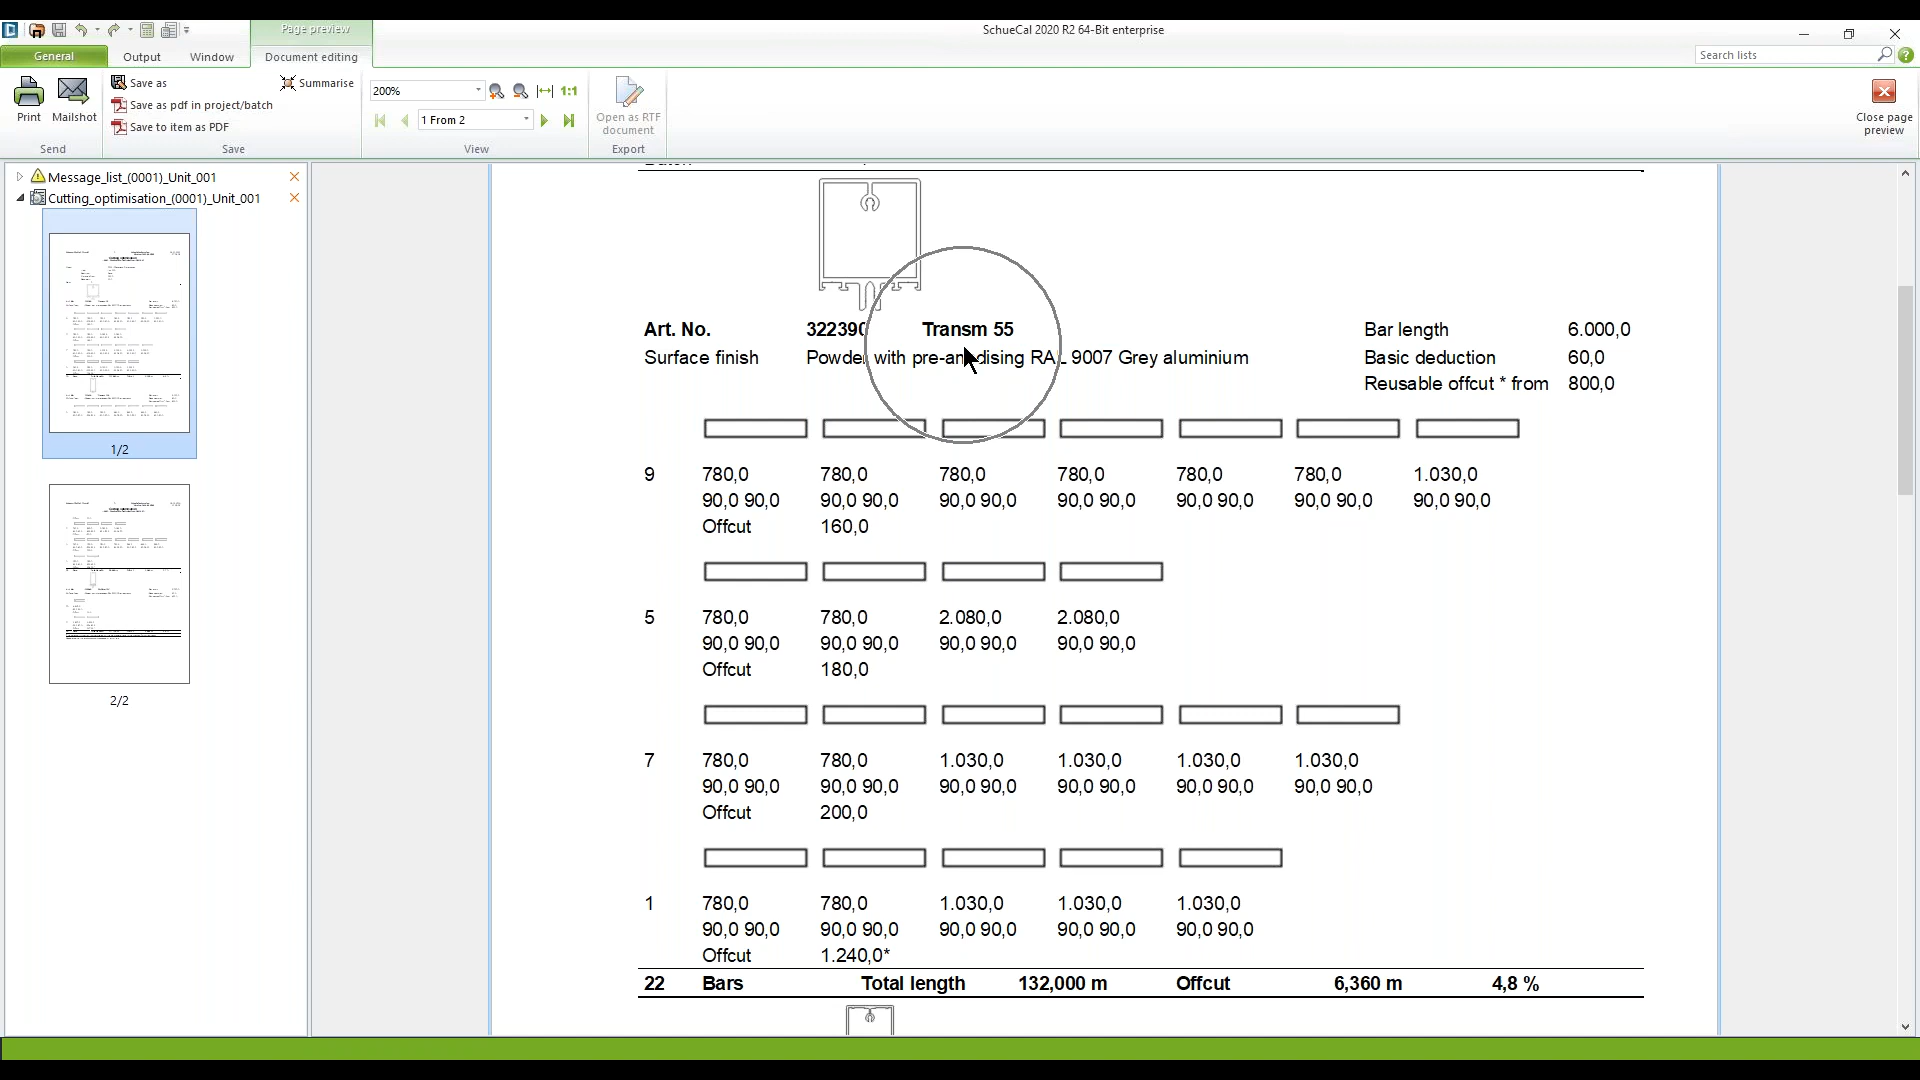 Page preview
SchueCal 2020 R2 64-Bit enterprise
General
Output
Window
Document editing
Search lists
Print
Mailshot
Save as
Save as pdf in project/batch
Save to item as PDF
Summarise
200%
1:1
1 From 2
Open as RTF
document
Close page
preview
Send
Save
View
Export
Message_list_(0001)_Unit_001
Cutting_optimisation_(0001)_Unit_001
1/2
2/2
Art. No. 322390 Transm 55 Bar length 6.000,0
Surface finish Powder with pre-anodising RAL 9007 Grey aluminium Basic deduction 60,0
Reusable offcut * from 800,0
9 780,0 780,0 780,0 780,0 780,0 780,0 1.030,0
90,0 90,0 90,0 90,0 90,0 90,0 90,0 90,0 90,0 90,0 90,0 90,0 90,0 90,0
Offcut 160,0
5 780,0 780,0 2.080,0 2.080,0
90,0 90,0 90,0 90,0 90,0 90,0 90,0 90,0
Offcut 180,0
7 780,0 780,0 1.030,0 1.030,0 1.030,0 1.030,0
90,0 90,0 90,0 90,0 90,0 90,0 90,0 90,0 90,0 90,0 90,0 90,0
Offcut 200,0
1 780,0 780,0 1.030,0 1.030,0 1.030,0
90,0 90,0 90,0 90,0 90,0 90,0 90,0 90,0 90,0 90,0
Offcut 1.240,0*
22 Bars Total length 132,000 m Offcut 6,360 m 4,8 %